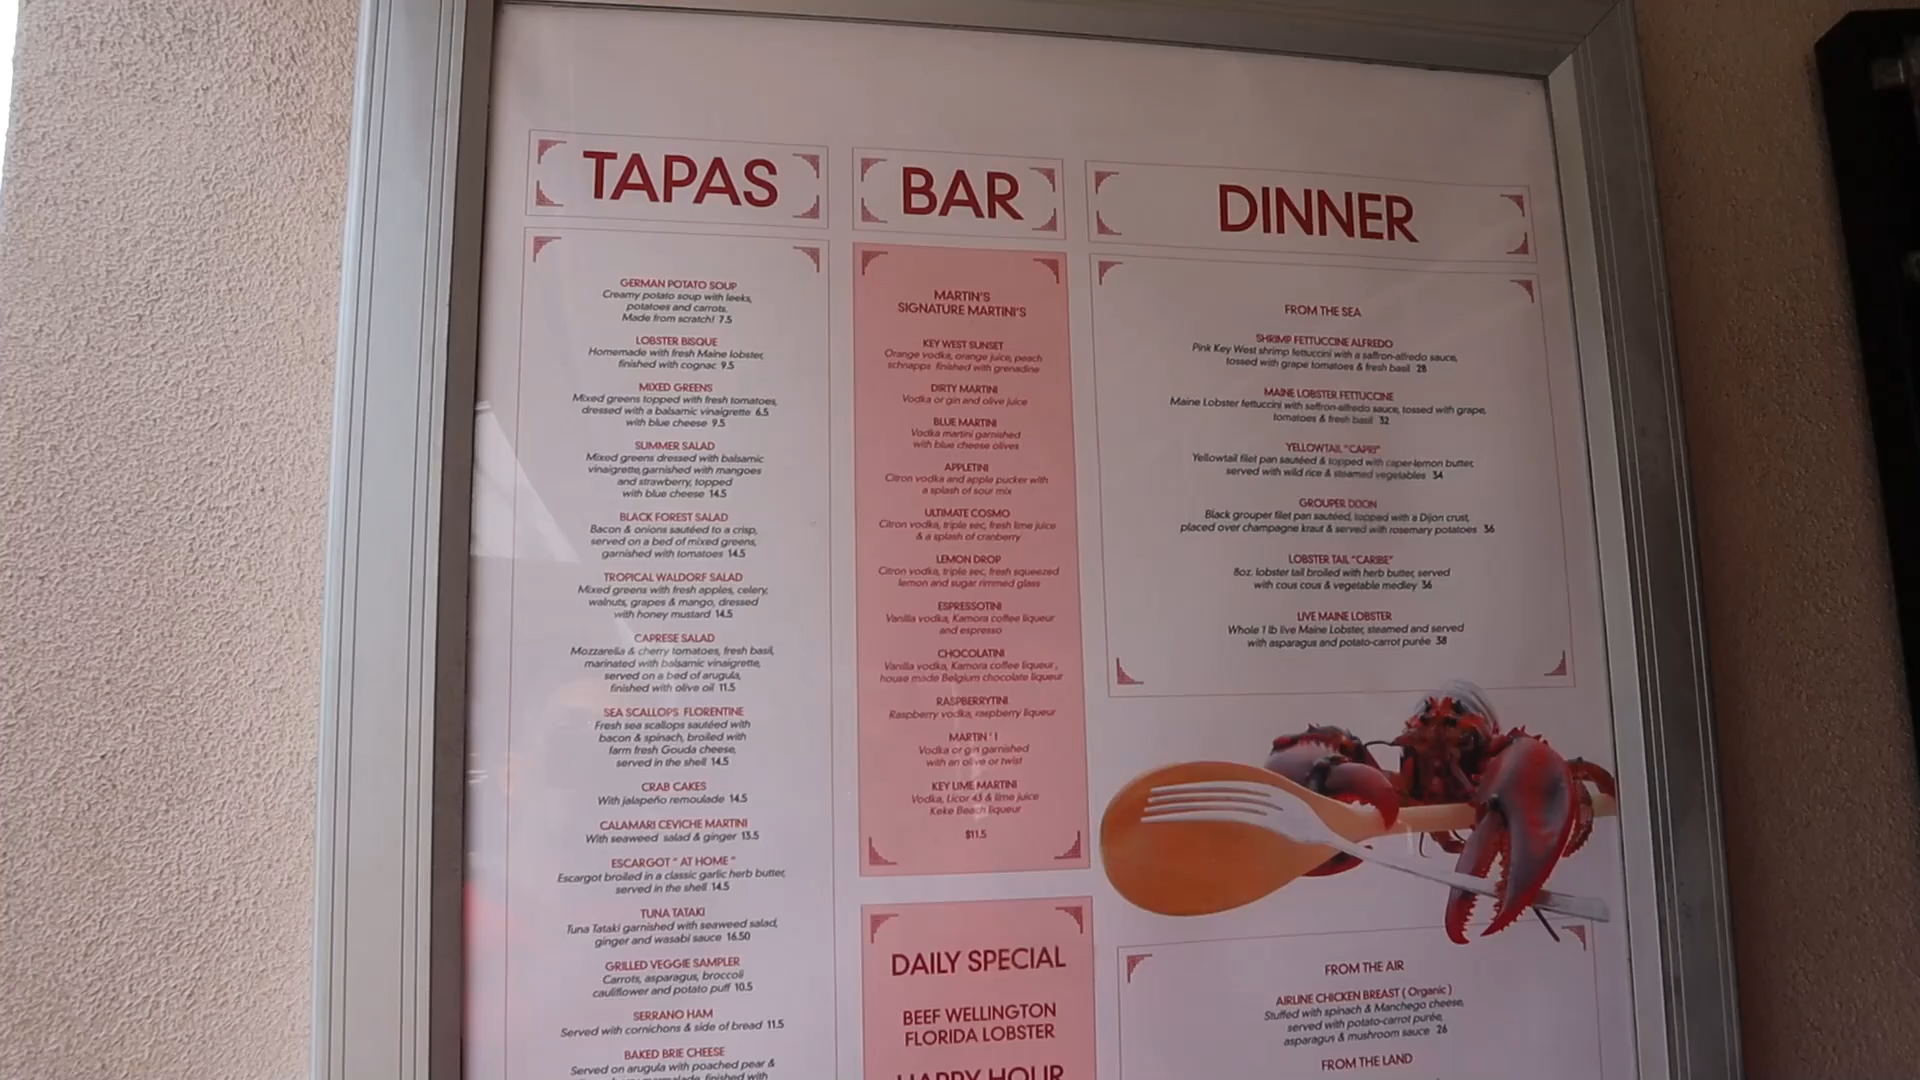 TAPAS
GERMAN POTATO SOUP
Creamy potato soup with leeks,
potatoes and carrots.
Made from scratch! 7.5
LOBSTER BISQUE
Homemade with fresh Maine lobster,
finished with cognac 9.5
MIXED GREENS
Mixed greens topped with fresh tomatoes,
dressed with a balsamic vinaigrette 6.5
with blue cheese 9.5
SUMMER SALAD
Mixed greens dressed with balsamic
vinaigrette, garnished with mangoes
and strawberry, topped
with blue cheese 14.5
BLACK FOREST SALAD
Bacon & onions sautéed to a crisp,
served on a bed of mixed greens,
garnished with tomatoes 14.5
TROPICAL WALDORF SALAD
Mixed greens with fresh apples, celery,
walnuts, grapes & mango, dressed
with honey mustard 14.5
CAPRESE SALAD
Mozzarella & cherry tomatoes, fresh basil,
marinated with balsamic vinaigrette,
served on a bed of arugula,
finished with olive oil 11.5
SEA SCALLOPS FLORENTINE
Fresh sea scallops sautéed with
bacon & spinach, broiled with
farm fresh Gouda cheese,
served in the shell 14.5
CRAB CAKES
With jalapeño remoulade 14.5
CALAMARI CEVICHE MARTINI
With seaweed salad & ginger 13.5
ESCARGOT " AT HOME "
Escargot broiled in a classic garlic herb butter,
served in the shell 14.5
TUNA TATAKI
Tuna Tataki garnished with seaweed salad,
ginger and wasabi sauce 16.50
GRILLED VEGGIE SAMPLER
Carrots, asparagus, broccoli
cauliflower and potato puff 10.5
SERRANO HAM
Served with cornichons & side of bread 11.5
BAKED BRIE CHEESE
Served on arugula with poached pear &
finished with
BAR
MARTIN'S
SIGNATURE MARTINI'S
KEY WEST SUNSET
Orange vodka, orange juice, peach
schnapps finished with grenadine
DIRTY MARTINI
Vodka or gin and olive juice
BLUE MARTINI
Vodka martini garnished
with blue cheese olives
APPLETINI
Citron vodka and apple pucker with
a splash of sour mix
ULTIMATE COSMO
Citron vodka, triple sec, fresh lime juice
& a splash of cranberry
LEMON DROP
Citron vodka, triple sec, fresh squeezed
lemon and sugar rimmed glass
ESPRESSOTINI
Vanilla vodka, Kamora coffee liqueur
and espresso
CHOCOLATINI
Vanilla vodka, Kamora coffee liqueur,
house made Belgium chocolate liqueur
RASPBERRYTINI
Raspberry vodka, raspberry liqueur
MARTIN ' I
Vodka or gin garnished
with an olive or twist
KEY LIME MARTINI
Vodka, Licor 43 & lime juice
Keke Beach liqueur
$11.5
DAILY SPECIAL
BEEF WELLINGTON
FLORIDA LOBSTER
HAPPY HOUR
DINNER
FROM THE SEA
SHRIMP FETTUCCINE ALFREDO
Pink Key West shrimp fettuccini with a saffron-alfredo sauce,
tossed with grape tomatoes & fresh basil 28
MAINE LOBSTER FETTUCCINE
Maine Lobster fettuccini with saffron-alfredo sauce, tossed with grape,
tomatoes & fresh basil 32
YELLOWTAIL "CAPRI"
Yellowtail filet pan sautéed & topped with caper-lemon butter,
served with wild rice & steamed vegetables 34
GROUPER DIJON
Black grouper filet pan sautéed, topped with a Dijon crust,
placed over champagne kraut & served with rosemary potatoes 36
LOBSTER TAIL "CARIBE"
8oz. lobster tail broiled with herb butter, served
with cous cous & vegetable medley 36
LIVE MAINE LOBSTER
Whole 1 lb live Maine Lobster, steamed and served
with asparagus and potato-carrot purée 38
FROM THE AIR
AIRLINE CHICKEN BREAST ( Organic )
Stuffed with spinach & Manchego cheese,
served with potato-carrot purée,
asparagus & mushroom sauce 26
FROM THE LAND